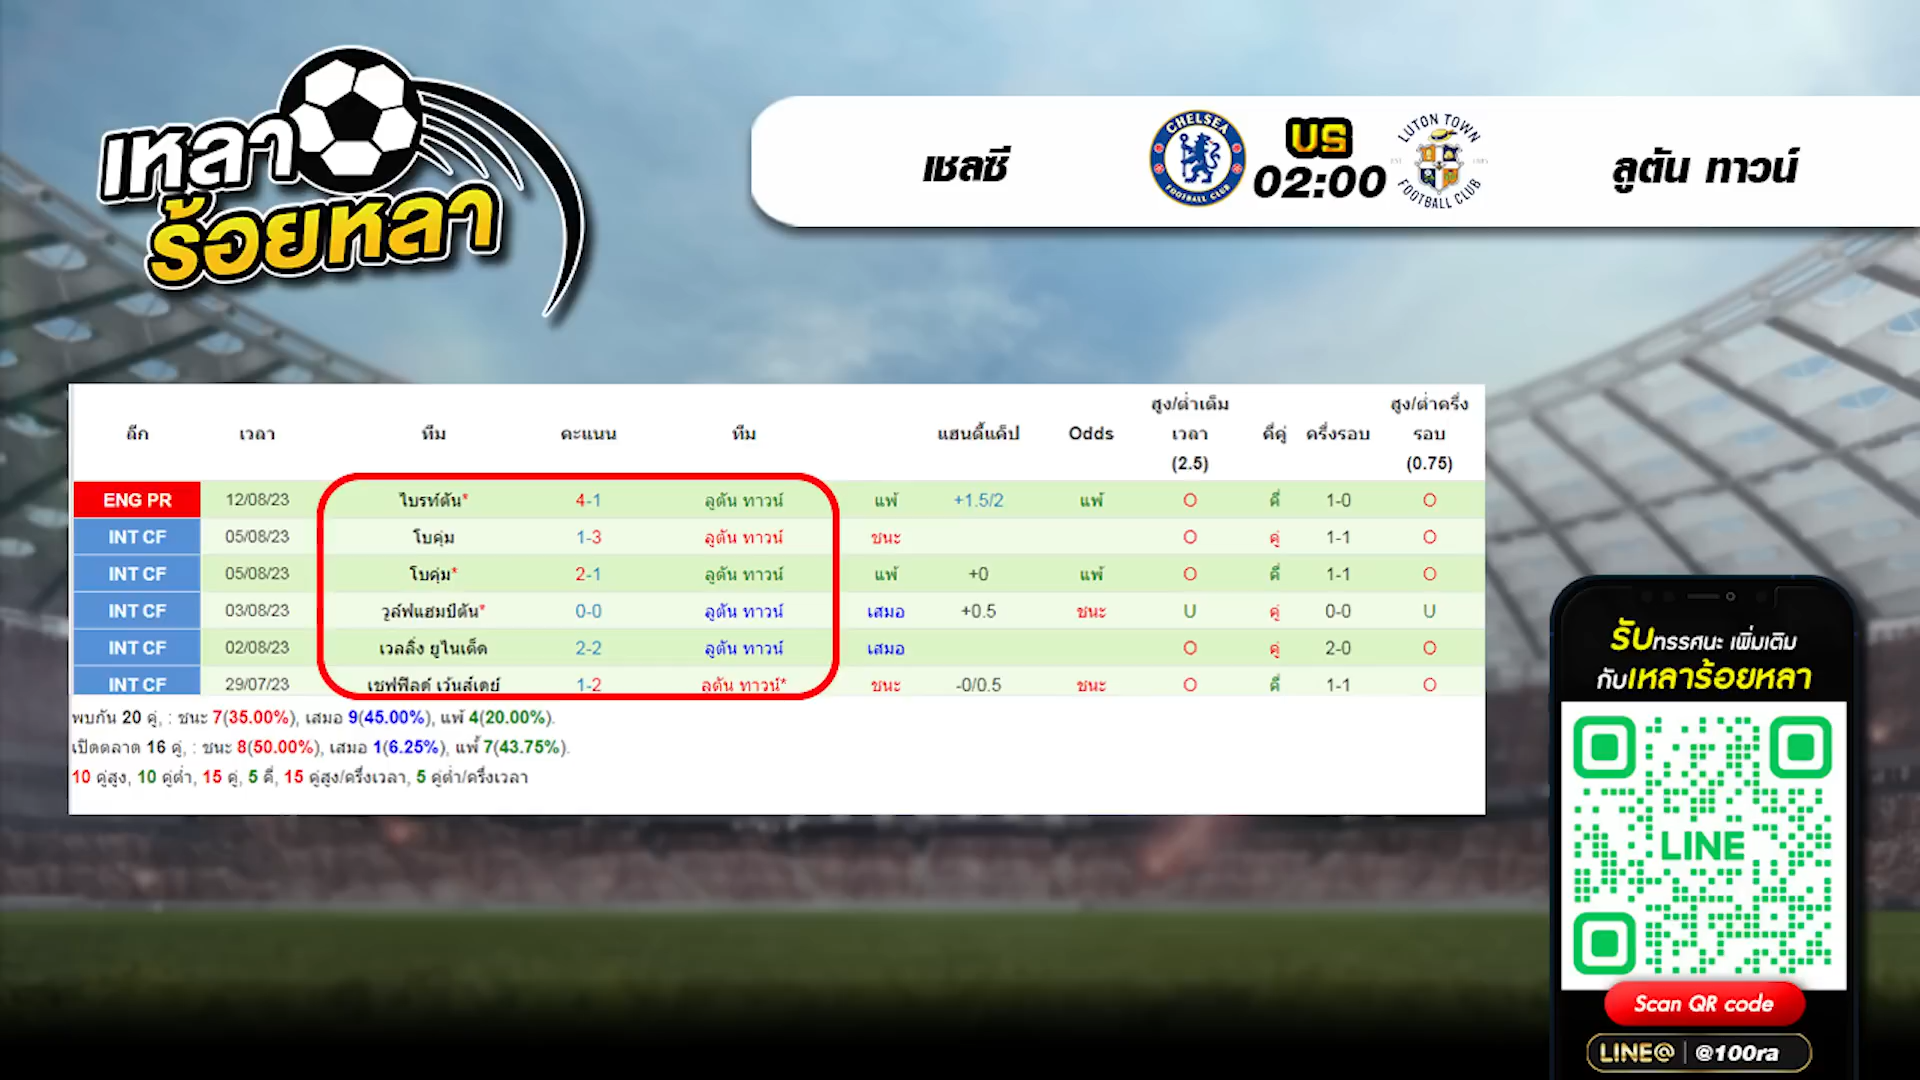 เหลา
ร้อยหลา
เชลซี
CHELSEA
FOOTBALL CLUB
VS
02:00
LUTON TOWN
FOOTBALL CLUB
ลูตัน ทาวน์
ลีก เวลา ทีม คะแนน ทีม แฮนดี้แค็ป Odds สูง/ต่ำเต็มเวลา (2.5) คี่คู่ ครึ่งรอบ สูง/ต่ำครึ่งรอบ (0.75)
ENG PR 12/08/23 ไบรท์ตัน* 4-1 ลูตัน ทาวน์ แพ้ +1.5/2 แพ้ O คี่ 1-0 O
INT CF 05/08/23 โบคุ่ม 1-3 ลูตัน ทาวน์ ชนะ O คู่ 1-1 O
INT CF 05/08/23 โบคุ่ม* 2-1 ลูตัน ทาวน์ แพ้ +0 แพ้ O คี่ 1-1 O
INT CF 03/08/23 วูล์ฟแฮมป์ตัน* 0-0 ลูตัน ทาวน์ เสมอ +0.5 ชนะ U คู่ 0-0 U
INT CF 02/08/23 เวลลิ่ง ยูไนเต็ด 2-2 ลูตัน ทาวน์ เสมอ O คู่ 2-0 O
INT CF 29/07/23 เชฟฟีลด์ เว้นส์เดย์ 1-2 ลูตัน ทาวน์* ชนะ -0/0.5 ชนะ O คี่ 1-1 O
พบกัน 20 คู่, : ชนะ 7(35.00%), เสมอ 9(45.00%), แพ้ 4(20.00%).
เปิดตลาด 16 คู่, : ชนะ 8(50.00%), เสมอ 1(6.25%), แพ้ 7(43.75%).
10 คู่สูง, 10 คู่ต่ำ, 15 คู่, 5 คี่, 15 คู่สูง/ครึ่งเวลา, 5 คู่ต่ำ/ครึ่งเวลา
รับทรรศนะ เพิ่มเติม
กับเหลาร้อยหลา
LINE
Scan QR code
LINE@ | @100ra